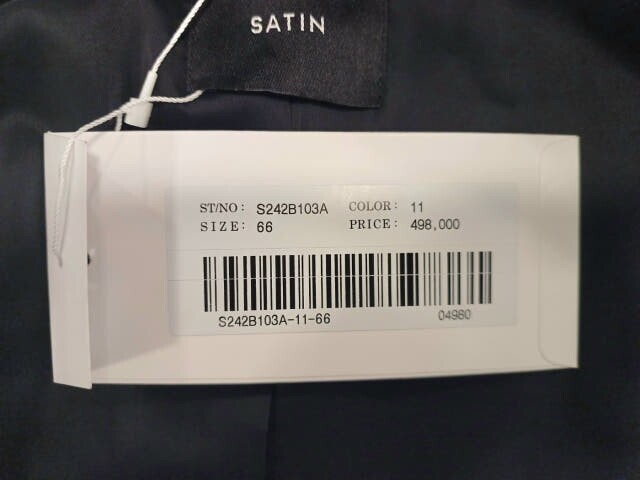 SATIN
ST/NO: S242B103A COLOR: 11
SIZE: 66 PRICE: 498,000
S242B103A-11-66 04980